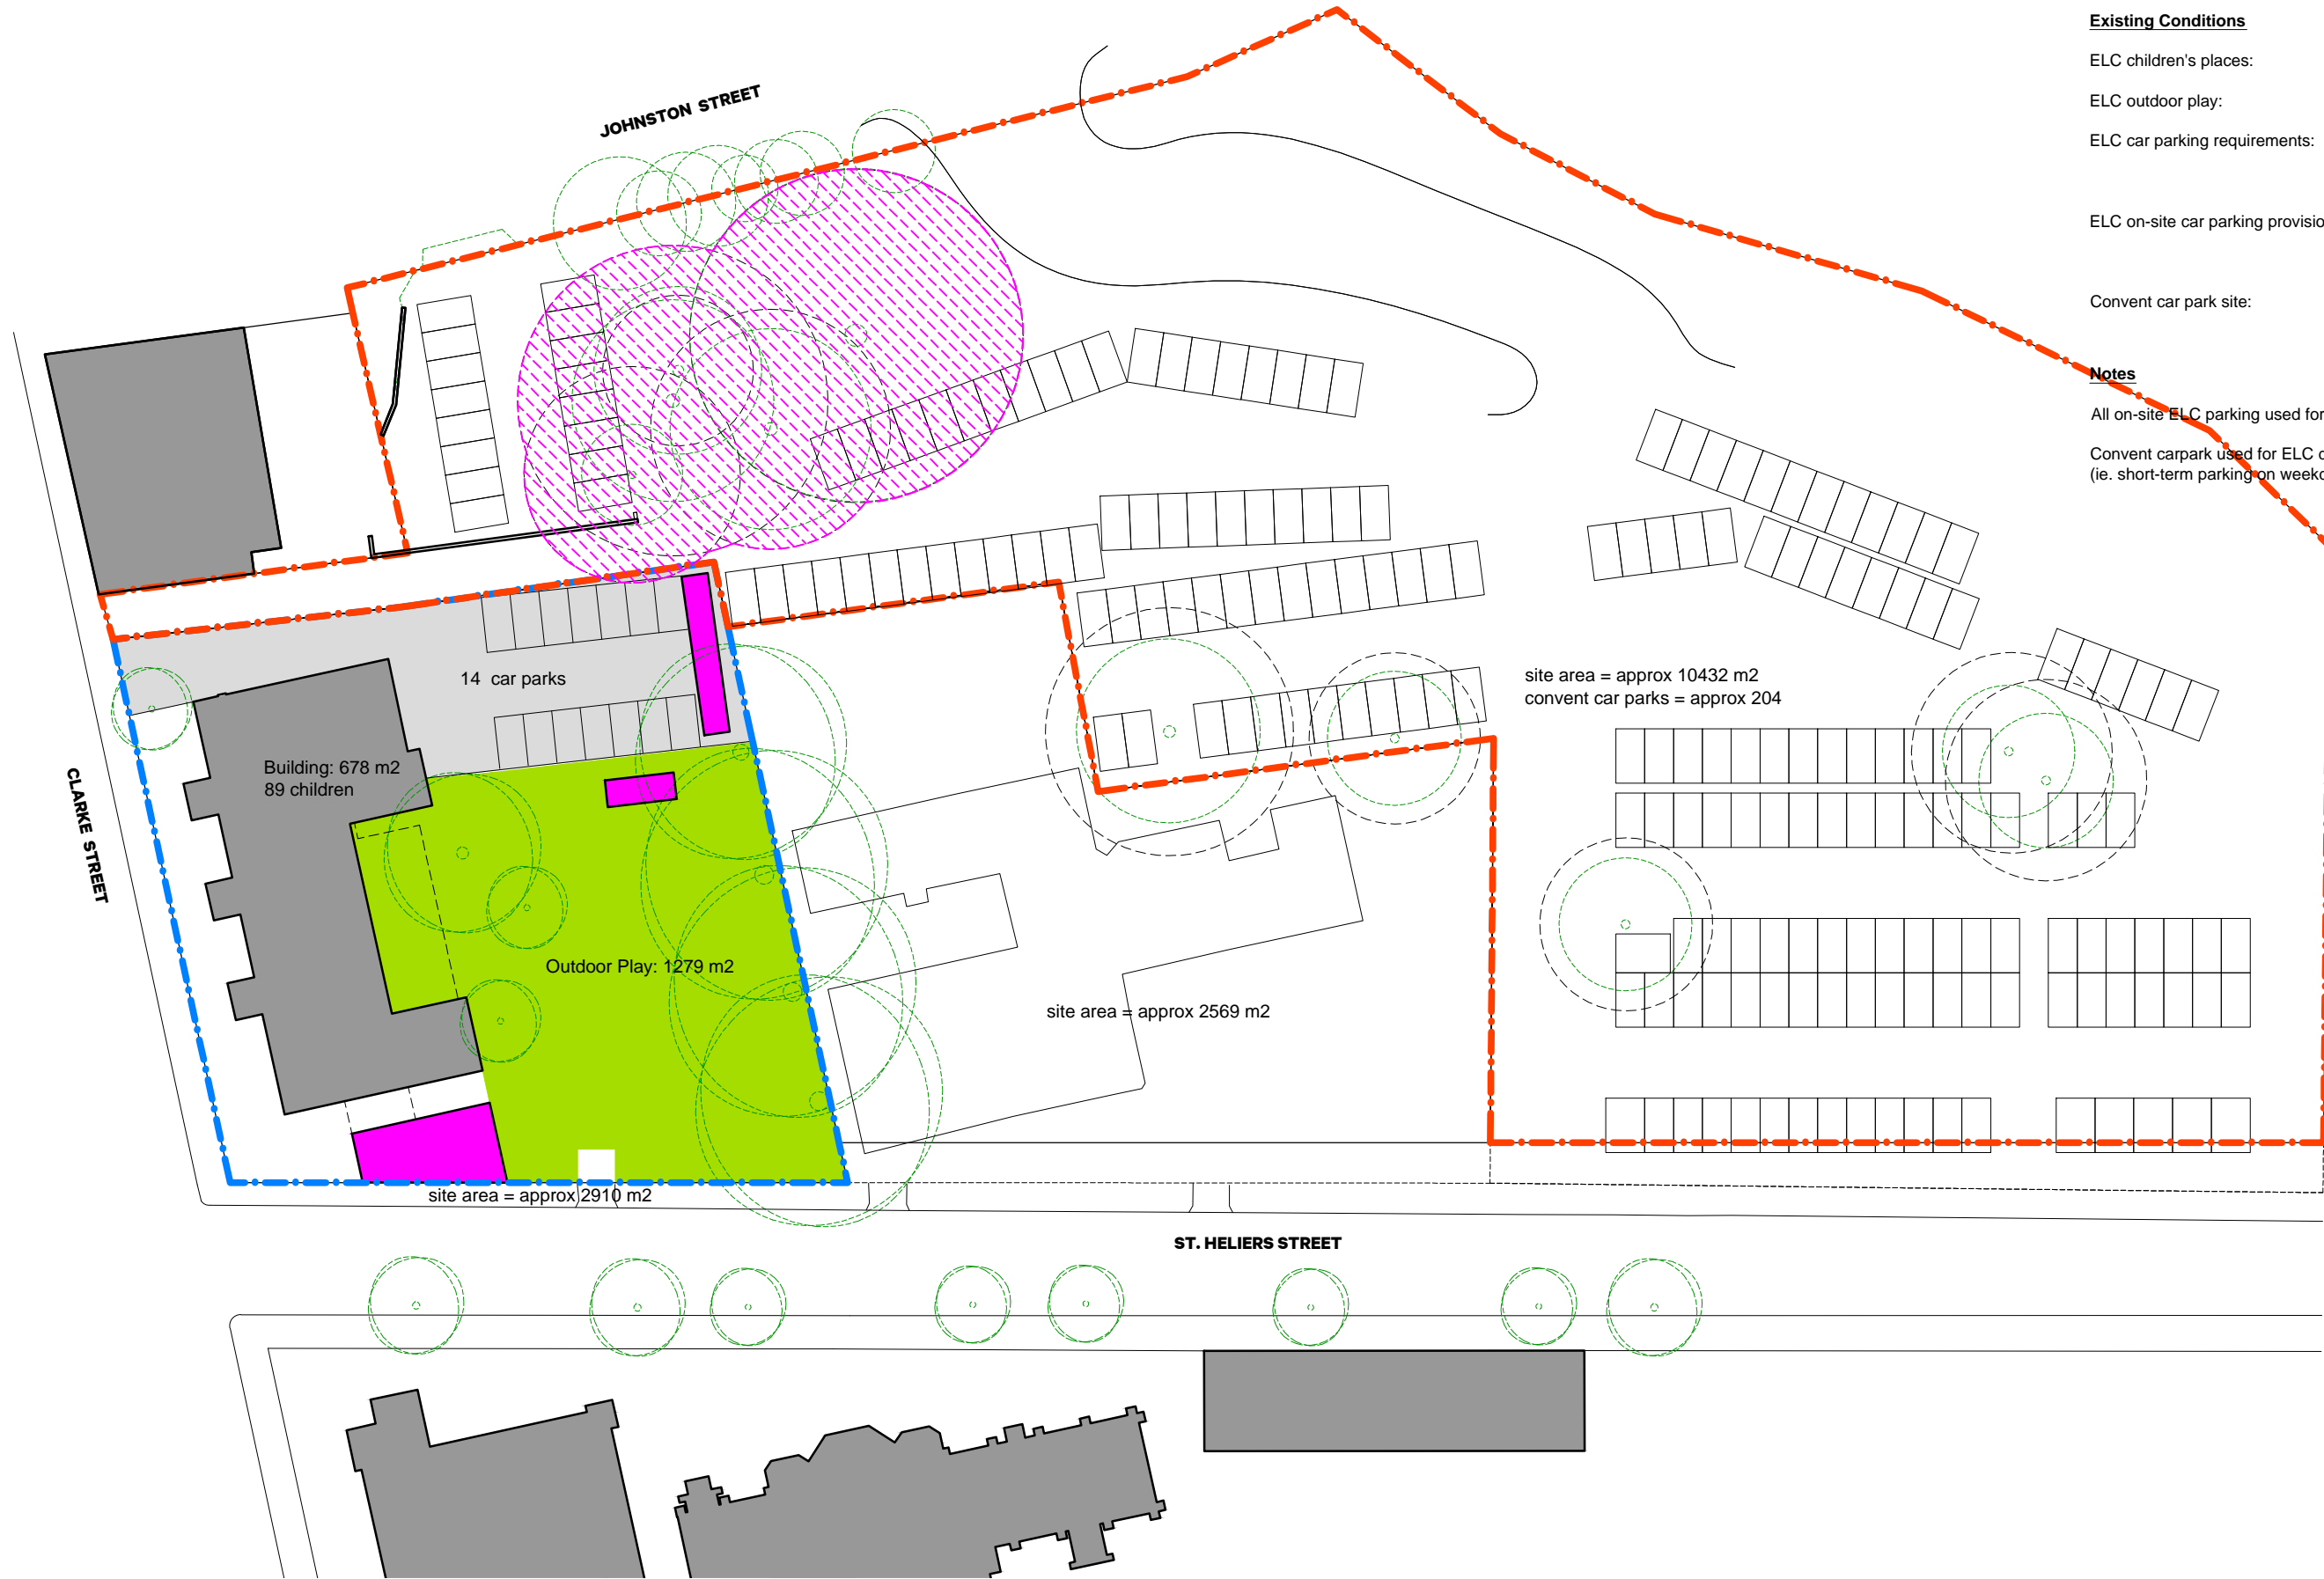 Existing Conditions
ELC children's places:
ELC outdoor play:
ELC car parking requirements:
ELC on-site car parking provisio
Convent car park site:
Notes
All on-site ELC parking used for
Convent carpark used for ELC
(ie. short-term parking on week
JOHNSTON STREET
14 car parks
site area = approx 10432 m2
convent car parks = approx 204
Building: 678 m2
89 children
CLARKE STREET
Outdoor Play: 1279 m2
site area = approx 2569 m2
site area = approx 2910 m2
ST. HELIERS STREET